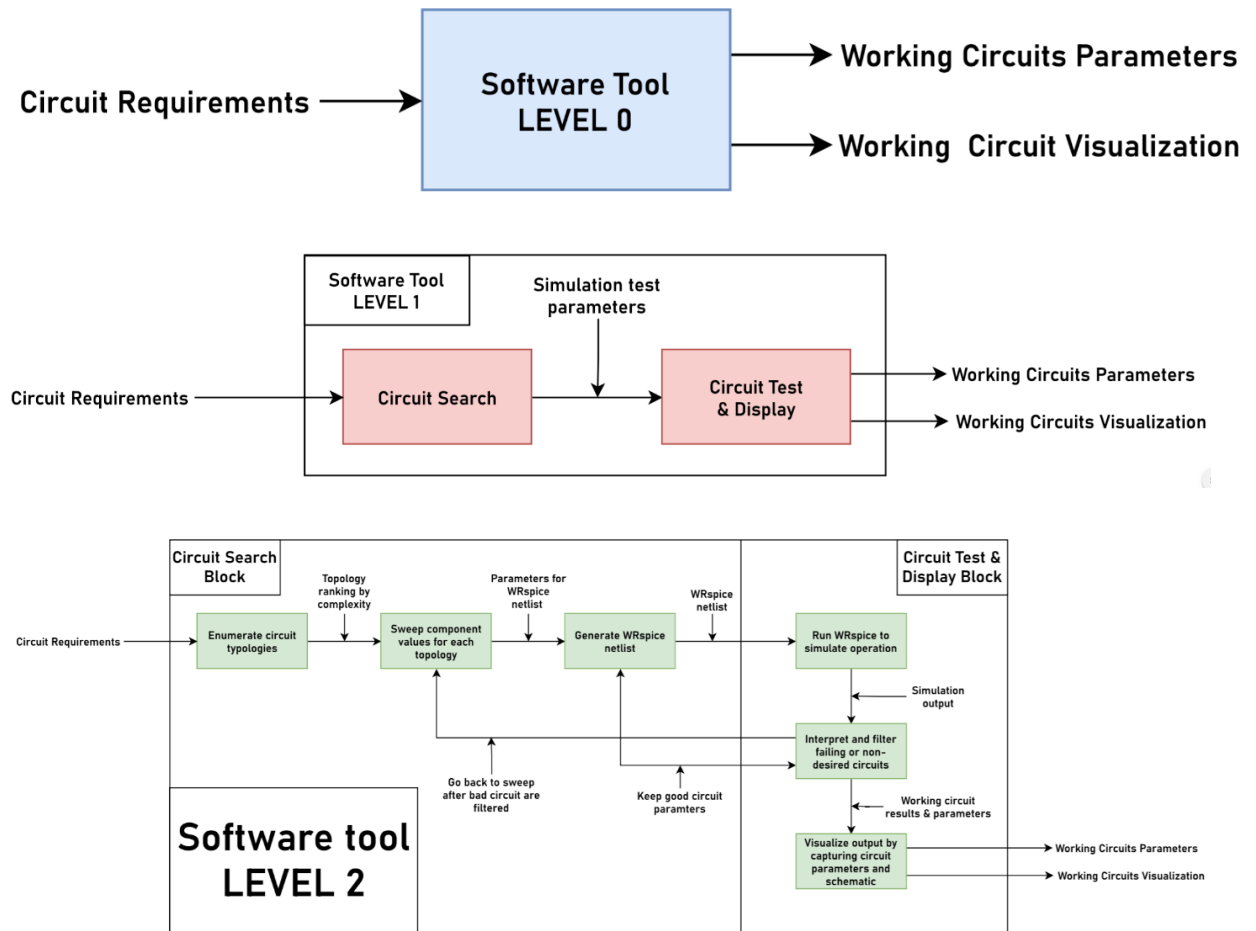 Software Tool
LEVEL 0
Circuit Requirements
Working Circuits Parameters
Working Circuit Visualization
Software Tool
LEVEL 1
Simulation test
parameters
Circuit Requirements
Circuit Search
Circuit Test
& Display
Working Circuits Parameters
Working Circuits Visualization
Circuit Search
Block
Circuit Test &
Display Block
Topology
ranking by
complexity
Parameters for
WRspice
netlist
WRspice
netlist
Circuit Requirements
Enumerate circuit
typologies
Sweep component
values for each
topology
Generate WRspice
netlist
Run WRspice to
simulate operation
Simulation
output
Interpret and filter
failing or non-
desired circuits
Go back to sweep
after bad circuit are
filtered
Keep good circuit
paramters
Working circuit
results & parameters
Software tool
LEVEL 2
Visualize output by
capturing circuit
parameters and
schematic
Working Circuits Parameters
Working Circuits Visualization